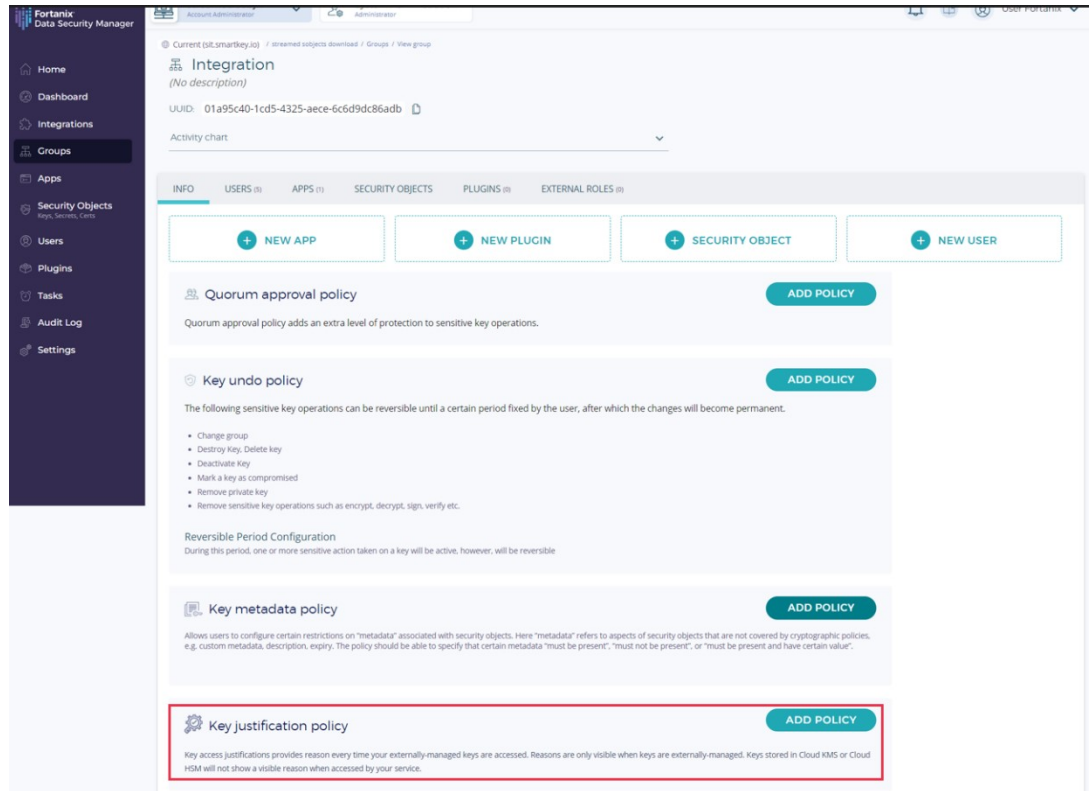 Fortanix
Data Security Manager
Account Administrator
Administrator
User Fortanix
Home
Dashboard
Integrations
Groups
Apps
Security Objects
Keys, Secrets, Certs
Users
Plugins
Tasks
Audit Log
Settings
Current (sit.smartkey.io) / streamed sobjects download / Groups / View group
Integration
(No description)
UUID: 01a95c40-1cd5-4325-aece-6c6d9dc86adb
Activity chart
INFO USERS (5) APPS (1) SECURITY OBJECTS PLUGINS (0) EXTERNAL ROLES (0)
NEW APP NEW PLUGIN SECURITY OBJECT NEW USER
Quorum approval policy ADD POLICY
Quorum approval policy adds an extra level of protection to sensitive key operations.
Key undo policy ADD POLICY
The following sensitive key operations can be reversible until a certain period fixed by the user, after which the changes will become permanent.
• Change group
• Destroy Key, Delete key
• Deactivate Key
• Mark a key as compromised
• Remove private key
• Remove sensitive key operations such as encrypt, decrypt, sign, verify etc.
Reversible Period Configuration
During this period, one or more sensitive action taken on a key will be active, however, will be reversible
Key metadata policy ADD POLICY
Allows users to configure certain restrictions on "metadata" associated with security objects. Here "metadata" refers to aspects of security objects that are not covered by cryptographic policies,
e.g. custom metadata, description, expiry. The policy should be able to specify that certain metadata "must be present", "must not be present", or "must be present and have certain value".
Key justification policy ADD POLICY
Key access justifications provides reason every time your externally-managed keys are accessed. Reasons are only visible when keys are externally-managed. Keys stored in Cloud KMS or Cloud
HSM will not show a visible reason when accessed by your service.